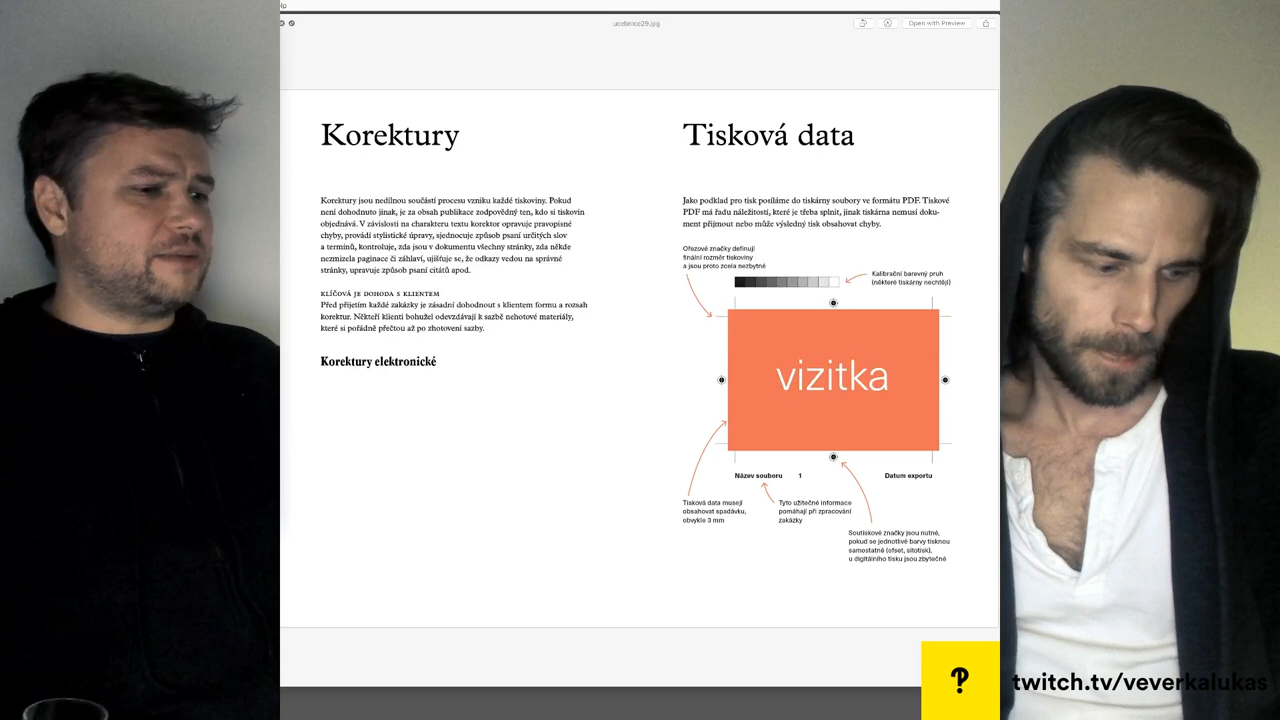 lp
ucebnice29.jpg
Open with Preview
Korektury
Korektury jsou nedílnou součástí procesu vzniku každé tiskoviny. Pokud
není dohodnuto jinak, je za obsah publikace zodpovědný ten, kdo si tiskovin
objednává. V závislosti na charakteru textu korektor opravuje pravopisné
chyby, provádí stylistické úpravy, sjednocuje způsob psaní určitých slov
a termínů, kontroluje, zda jsou v dokumentu všechny stránky, zda někde
nezmizela paginace či záhlaví, ujišťuje se, že odkazy vedou na správné
stránky, upravuje způsob psaní citátů apod.
KLÍČOVÁ JE DOHODA S KLIENTEM
Před přijetím každé zakázky je zásadní dohodnout s klientem formu a rozsah
korektur. Někteří klienti bohužel odevzdávají k sazbě nehotové materiály,
které si pořádně přečtou až po zhotovení sazby.
Korektury elektronické
Tisková data
Jako podklad pro tisk posíláme do tiskárny soubory ve formátu PDF. Tiskové
PDF má řadu náležitostí, které je třeba splnit, jinak tiskárna nemusí doku-
ment přijmout nebo může výsledný tisk obsahovat chyby.
Ořezové značky definují
finální rozměr tiskoviny
a jsou proto zcela nezbytné
Kalibrační barevný pruh
(některé tiskárny nechtějí)
vizitka
Název souboru 1 Datum exportu
Tisková data musejí
obsahovat spadávku,
obvykle 3 mm
Tyto užitečné informace
pomáhají při zpracování
zakázky
Soutiskové značky jsou nutné,
pokud se jednotlivé barvy tisknou
samostatně (ofset, sítotisk),
u digitálního tisku jsou zbytečné
?
twitch.tv/veverkalukas